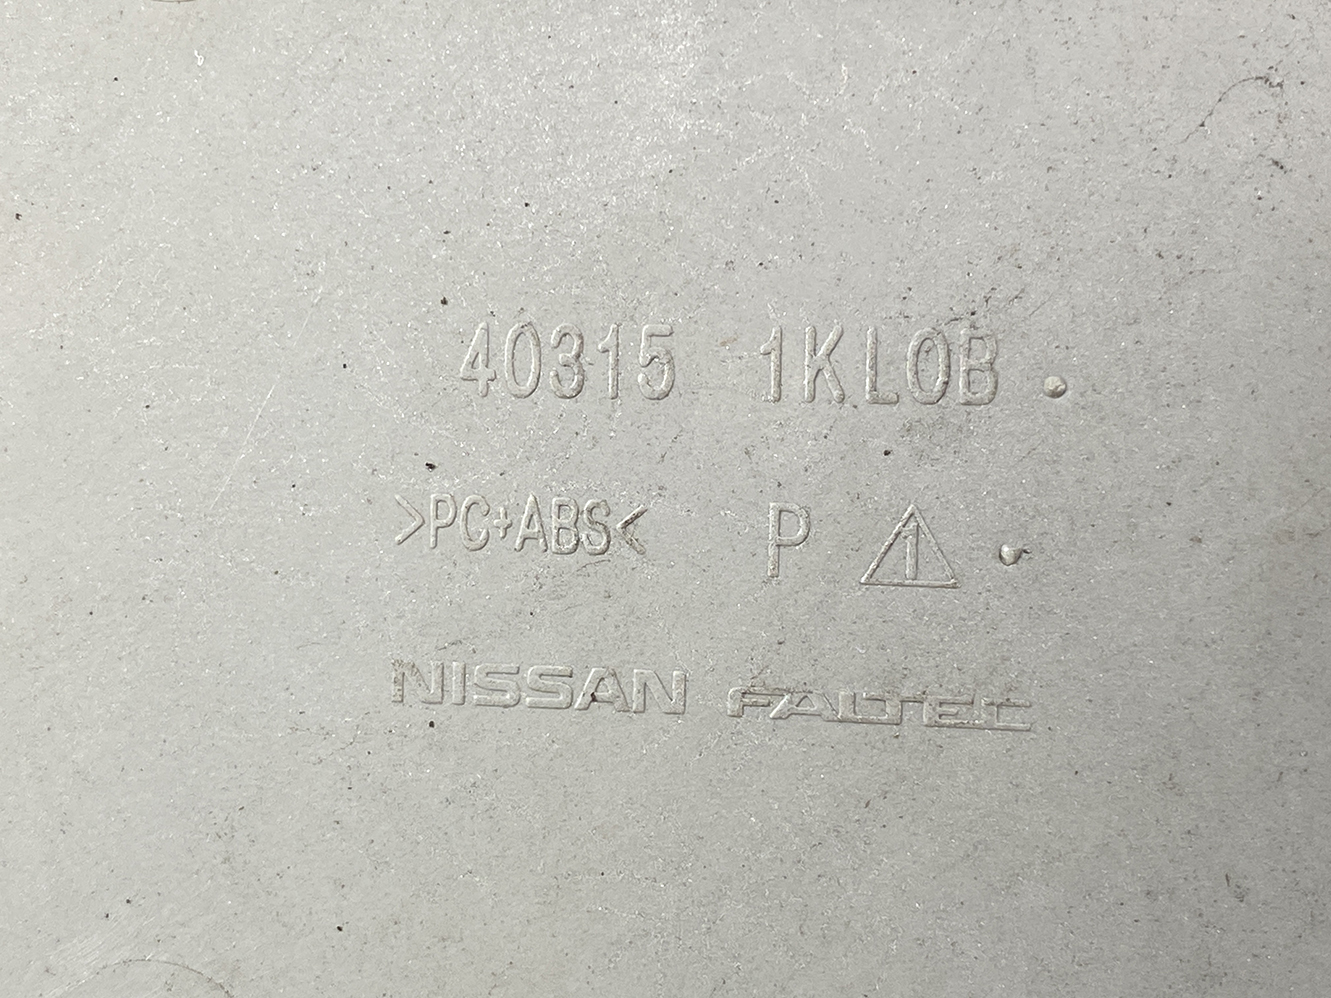 40315 1KL0B
>PC+ABS< P 1
NISSAN FALTEC